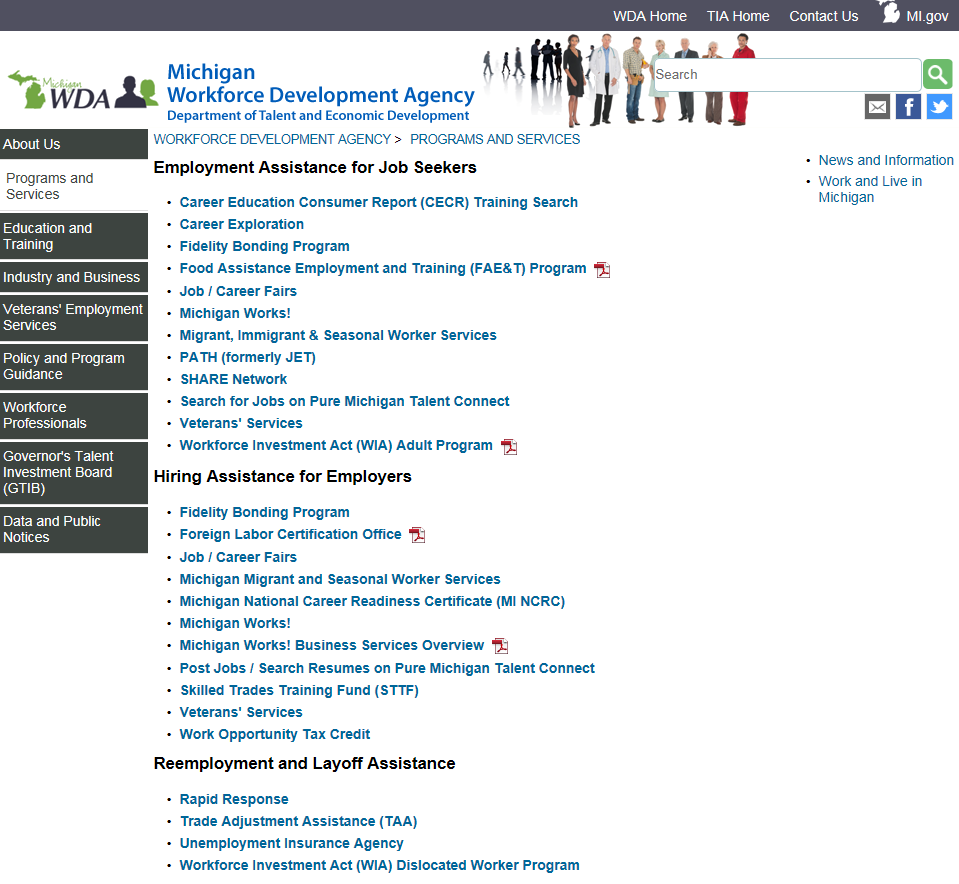 WDA Home TIA Home Contact Us MI.gov
Michigan
WDA
Michigan
Workforce Development Agency
Department of Talent and Economic Development
Search
About Us
Programs and
Services
Education and
Training
Industry and Business
Veterans' Employment
Services
Policy and Program
Guidance
Workforce
Professionals
Governor's Talent
Investment Board
(GTIB)
Data and Public
Notices
WORKFORCE DEVELOPMENT AGENCY > PROGRAMS AND SERVICES
Employment Assistance for Job Seekers
• Career Education Consumer Report (CECR) Training Search
• Career Exploration
• Fidelity Bonding Program
• Food Assistance Employment and Training (FAE&T) Program
• Job / Career Fairs
• Michigan Works!
• Migrant, Immigrant & Seasonal Worker Services
• PATH (formerly JET)
• SHARE Network
• Search for Jobs on Pure Michigan Talent Connect
• Veterans' Services
• Workforce Investment Act (WIA) Adult Program
Hiring Assistance for Employers
• Fidelity Bonding Program
• Foreign Labor Certification Office
• Job / Career Fairs
• Michigan Migrant and Seasonal Worker Services
• Michigan National Career Readiness Certificate (MI NCRC)
• Michigan Works!
• Michigan Works! Business Services Overview
• Post Jobs / Search Resumes on Pure Michigan Talent Connect
• Skilled Trades Training Fund (STTF)
• Veterans' Services
• Work Opportunity Tax Credit
Reemployment and Layoff Assistance
• Rapid Response
• Trade Adjustment Assistance (TAA)
• Unemployment Insurance Agency
• Workforce Investment Act (WIA) Dislocated Worker Program
• News and Information
• Work and Live in
Michigan